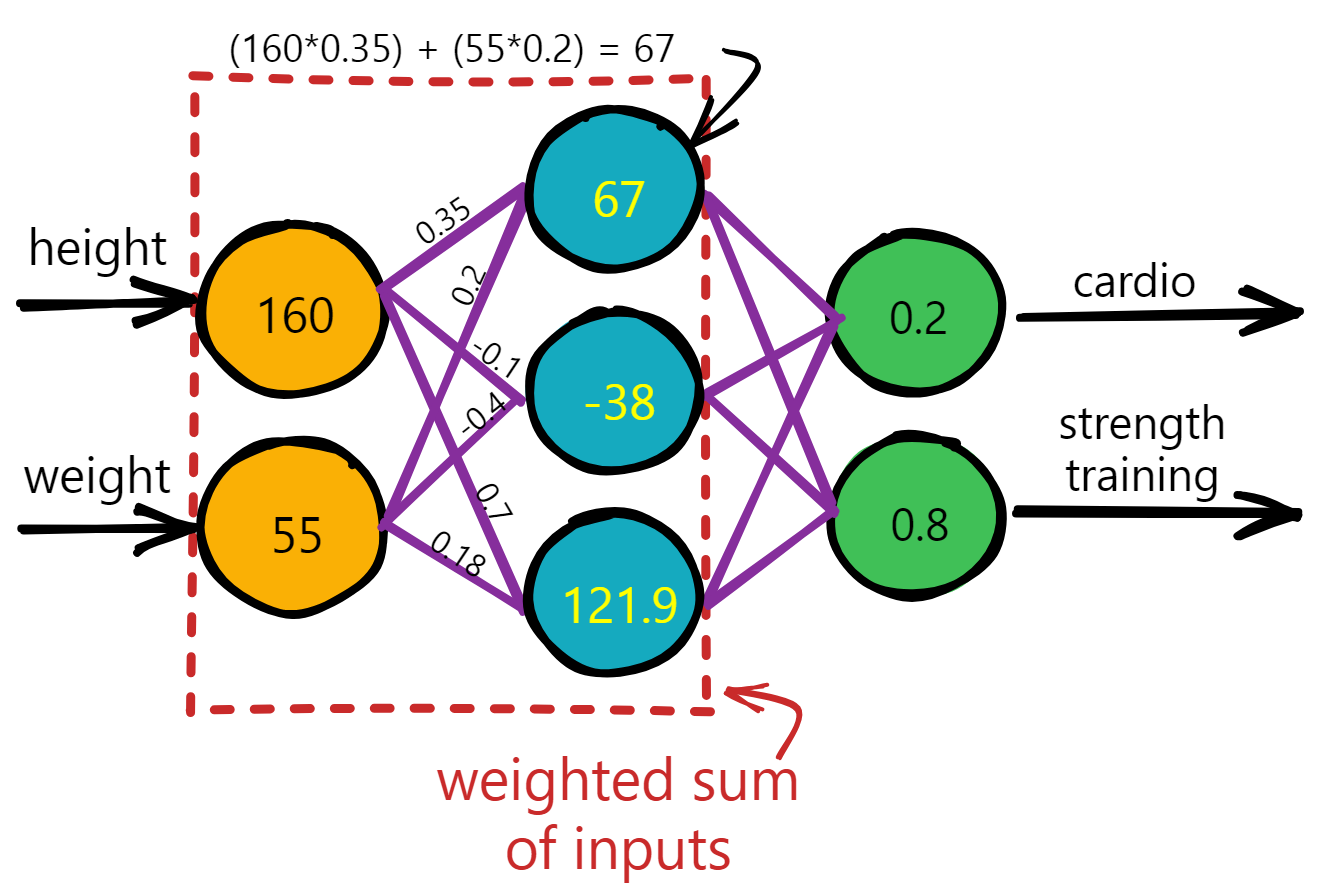 (160*0.35) + (55*0.2) = 67
height
160
weight
55
0.35
0.2
-0.1
-0.4
0.7
0.18
67
-38
121.9
0.2
0.8
cardio
strength
training
weighted sum
of inputs